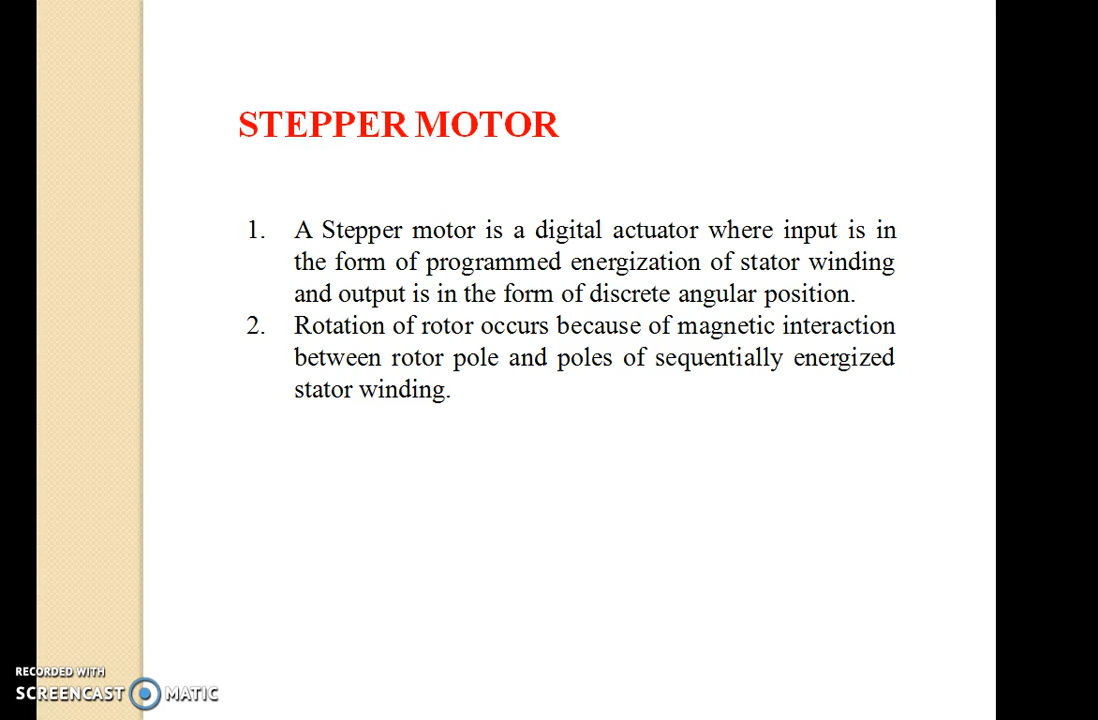 STEPPER MOTOR
1. A Stepper motor is a digital actuator where input is in
the form of programmed energization of stator winding
and output is in the form of discrete angular position.
2. Rotation of rotor occurs because of magnetic interaction
between rotor pole and poles of sequentially energized
stator winding.
RECORDED WITH
SCREENCAST MATIC